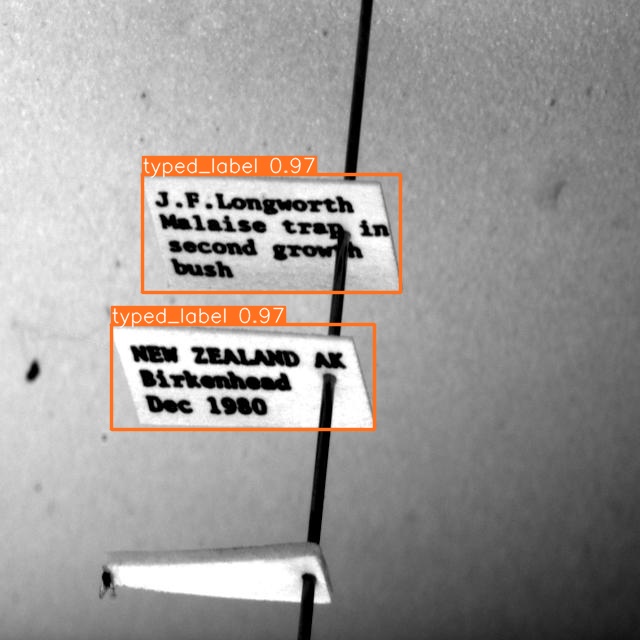 typed_label 0.97
J.F.Longworth
Malaise trap in
second growth
bush
typed_label 0.97
NEW ZEALAND AK
Birkenhead
Dec 1980